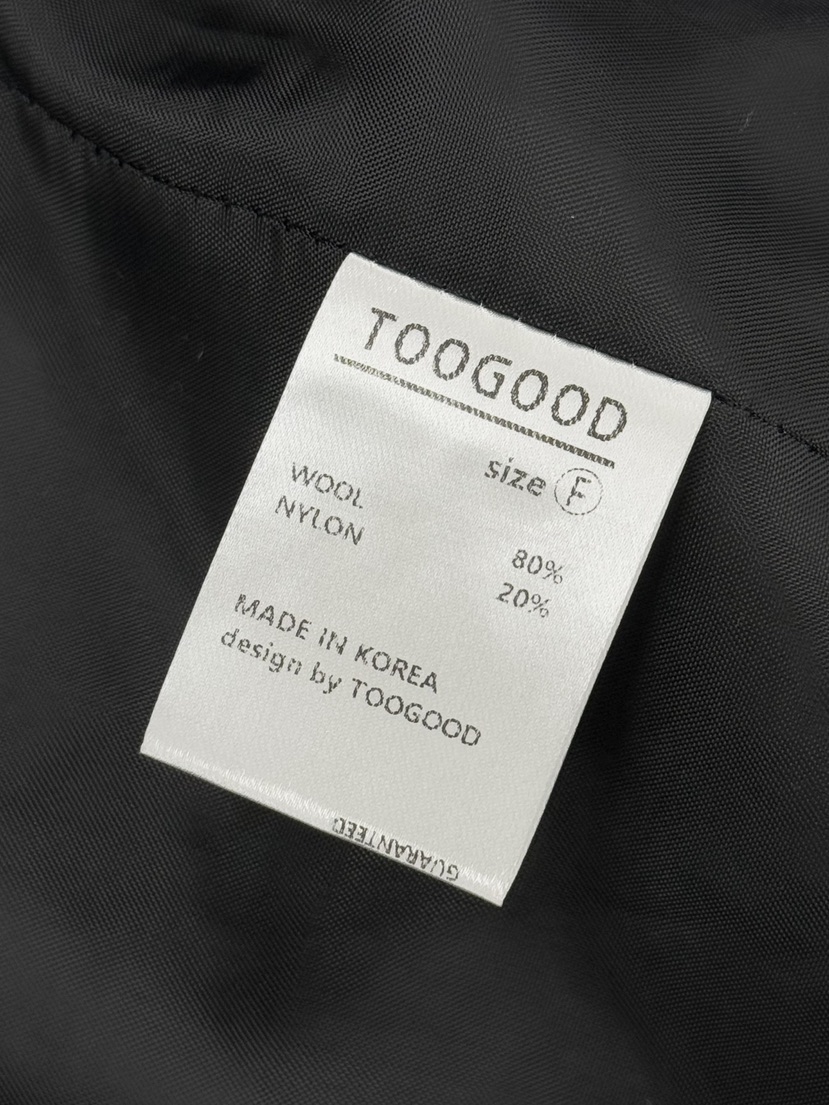 TOOGOOD
size F
WOOL 80%
NYLON 20%
MADE IN KOREA
design by TOOGOOD
GUARANTEED